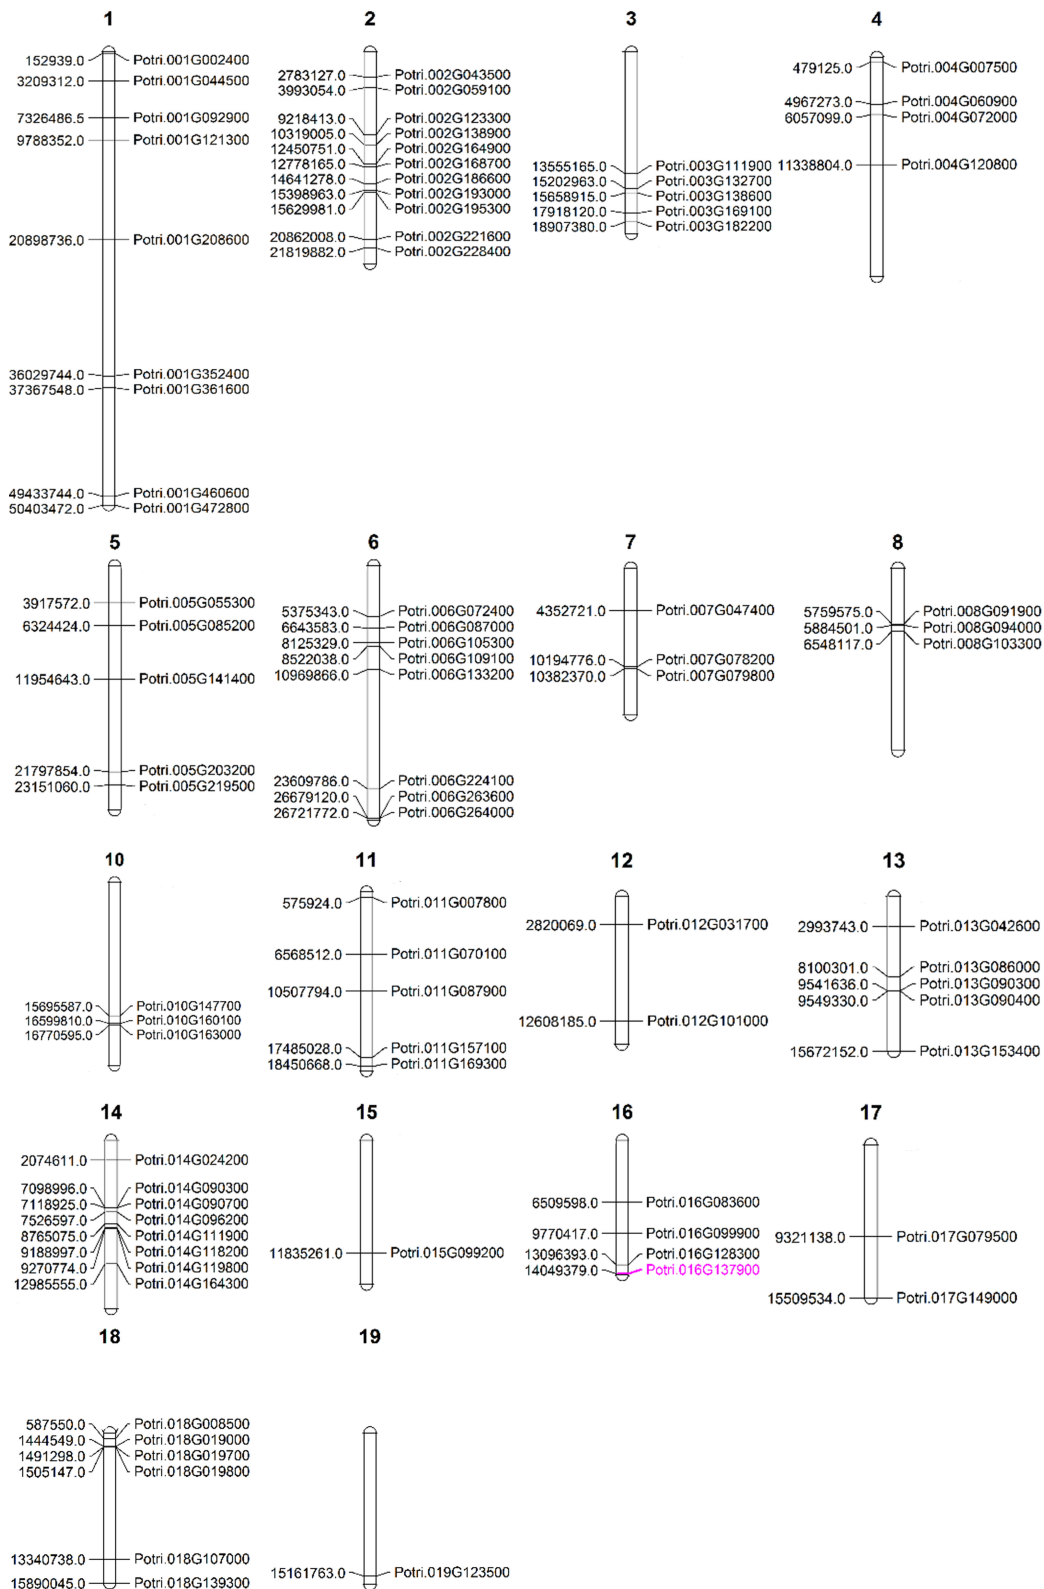 1
152939.0 Potri.001G002400
3209312.0 Potri.001G044500
7326486.5 Potri.001G092900
9788352.0 Potri.001G121300
20898736.0 Potri.001G208600
36029744.0 Potri.001G352400
37367548.0 Potri.001G361600
49433744.0 Potri.001G460600
50403472.0 Potri.001G472800
2
2783127.0 Potri.002G043500
3993054.0 Potri.002G059100
9218413.0 Potri.002G123300
10319005.0 Potri.002G138900
12450751.0 Potri.002G164900
12778165.0 Potri.002G168700
14641278.0 Potri.002G186600
15398963.0 Potri.002G193000
15629981.0 Potri.002G195300
20862008.0 Potri.002G221600
21819882.0 Potri.002G228400
3
13555165.0 Potri.003G111900
15202963.0 Potri.003G132700
15658915.0 Potri.003G138600
17918120.0 Potri.003G169100
18907380.0 Potri.003G182200
4
479125.0 Potri.004G007500
4967273.0 Potri.004G060900
6057099.0 Potri.004G072000
11338804.0 Potri.004G120800
5
3917572.0 Potri.005G055300
6324424.0 Potri.005G085200
11954643.0 Potri.005G141400
21797854.0 Potri.005G203200
23151060.0 Potri.005G219500
6
5375343.0 Potri.006G072400
6643583.0 Potri.006G087000
8125329.0 Potri.006G105300
8522038.0 Potri.006G109100
10969866.0 Potri.006G133200
23609786.0 Potri.006G224100
26679120.0 Potri.006G263600
26721772.0 Potri.006G264000
7
4352721.0 Potri.007G047400
10194776.0 Potri.007G078200
10382370.0 Potri.007G079800
8
5759575.0 Potri.008G091900
5884501.0 Potri.008G094000
6548117.0 Potri.008G103300
10
15695587.0 Potri.010G147700
16599810.0 Potri.010G160100
16770595.0 Potri.010G163000
11
575924.0 Potri.011G007800
6568512.0 Potri.011G070100
10507794.0 Potri.011G087900
17485028.0 Potri.011G157100
18450668.0 Potri.011G169300
12
2820069.0 Potri.012G031700
12608185.0 Potri.012G101000
13
2993743.0 Potri.013G042600
8100301.0 Potri.013G086000
9541636.0 Potri.013G090300
9549330.0 Potri.013G090400
15672152.0 Potri.013G153400
14
2074611.0 Potri.014G024200
7098996.0 Potri.014G090300
7118925.0 Potri.014G090700
7526597.0 Potri.014G096200
8765075.0 Potri.014G111900
9188997.0 Potri.014G118200
9270774.0 Potri.014G119800
12985555.0 Potri.014G164300
15
11835261.0 Potri.015G099200
16
6509598.0 Potri.016G083600
9770417.0 Potri.016G099900
13096393.0 Potri.016G128300
14049379.0 Potri.016G137900
17
9321138.0 Potri.017G079500
15509534.0 Potri.017G149000
18
587550.0 Potri.018G008500
1444549.0 Potri.018G019000
1491298.0 Potri.018G019700
1505147.0 Potri.018G019800
13340738.0 Potri.018G107000
15890045.0 Potri.018G139300
19
15161763.0 Potri.019G123500